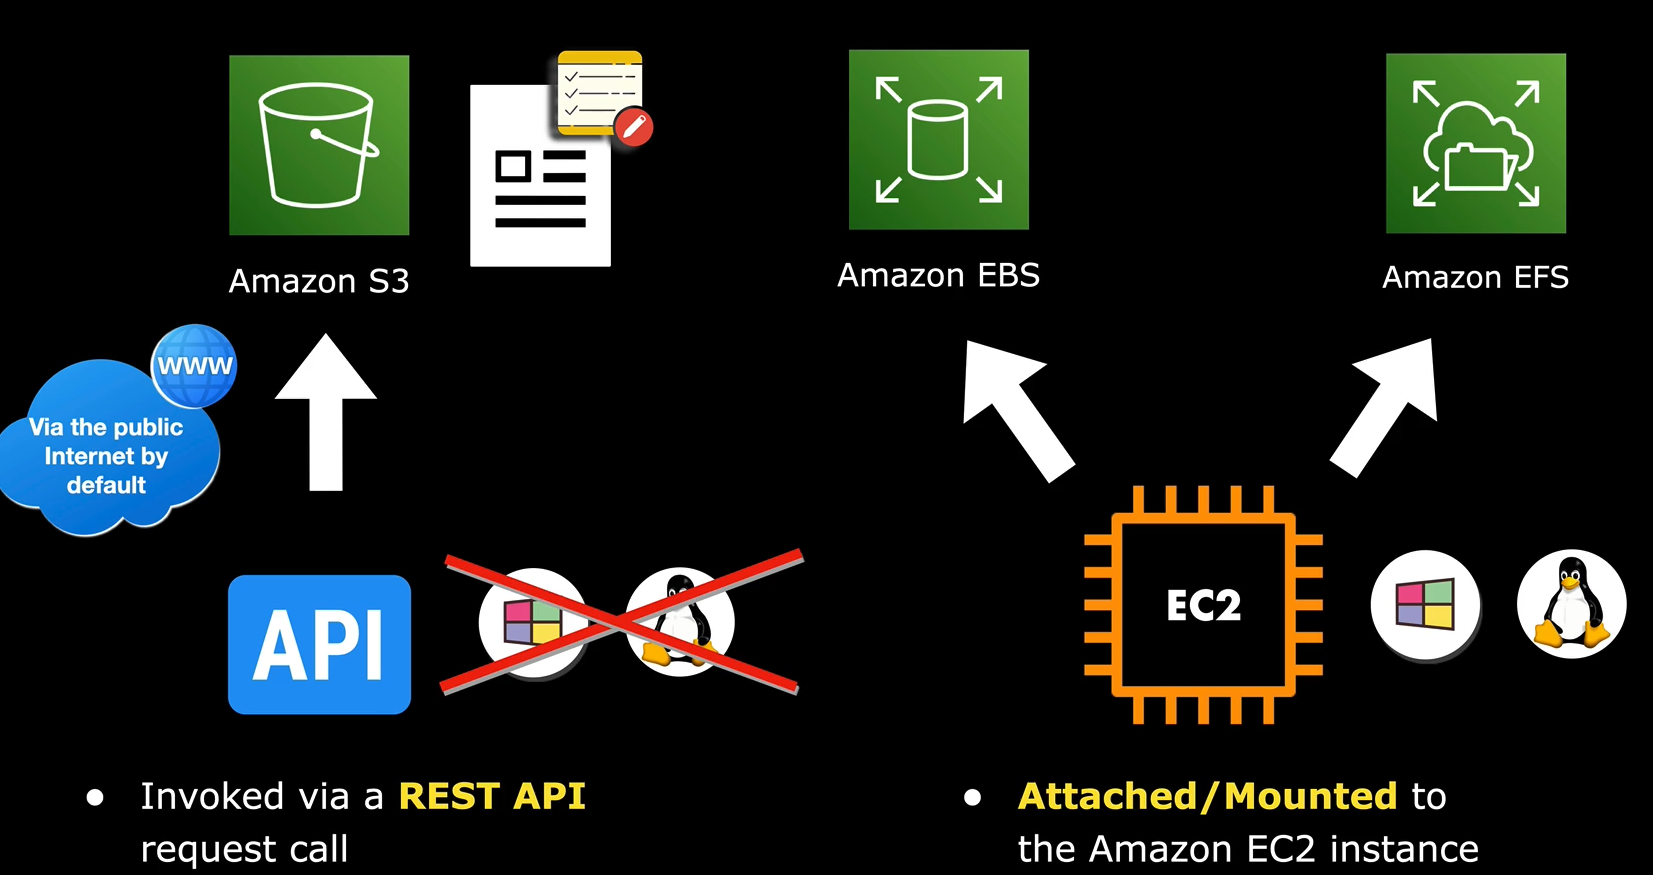 Amazon S3
Amazon EBS
Amazon EFS
WWW
Via the public
Internet by
default
API
EC2
● Invoked via a REST API
request call
● Attached/Mounted to
the Amazon EC2 instance